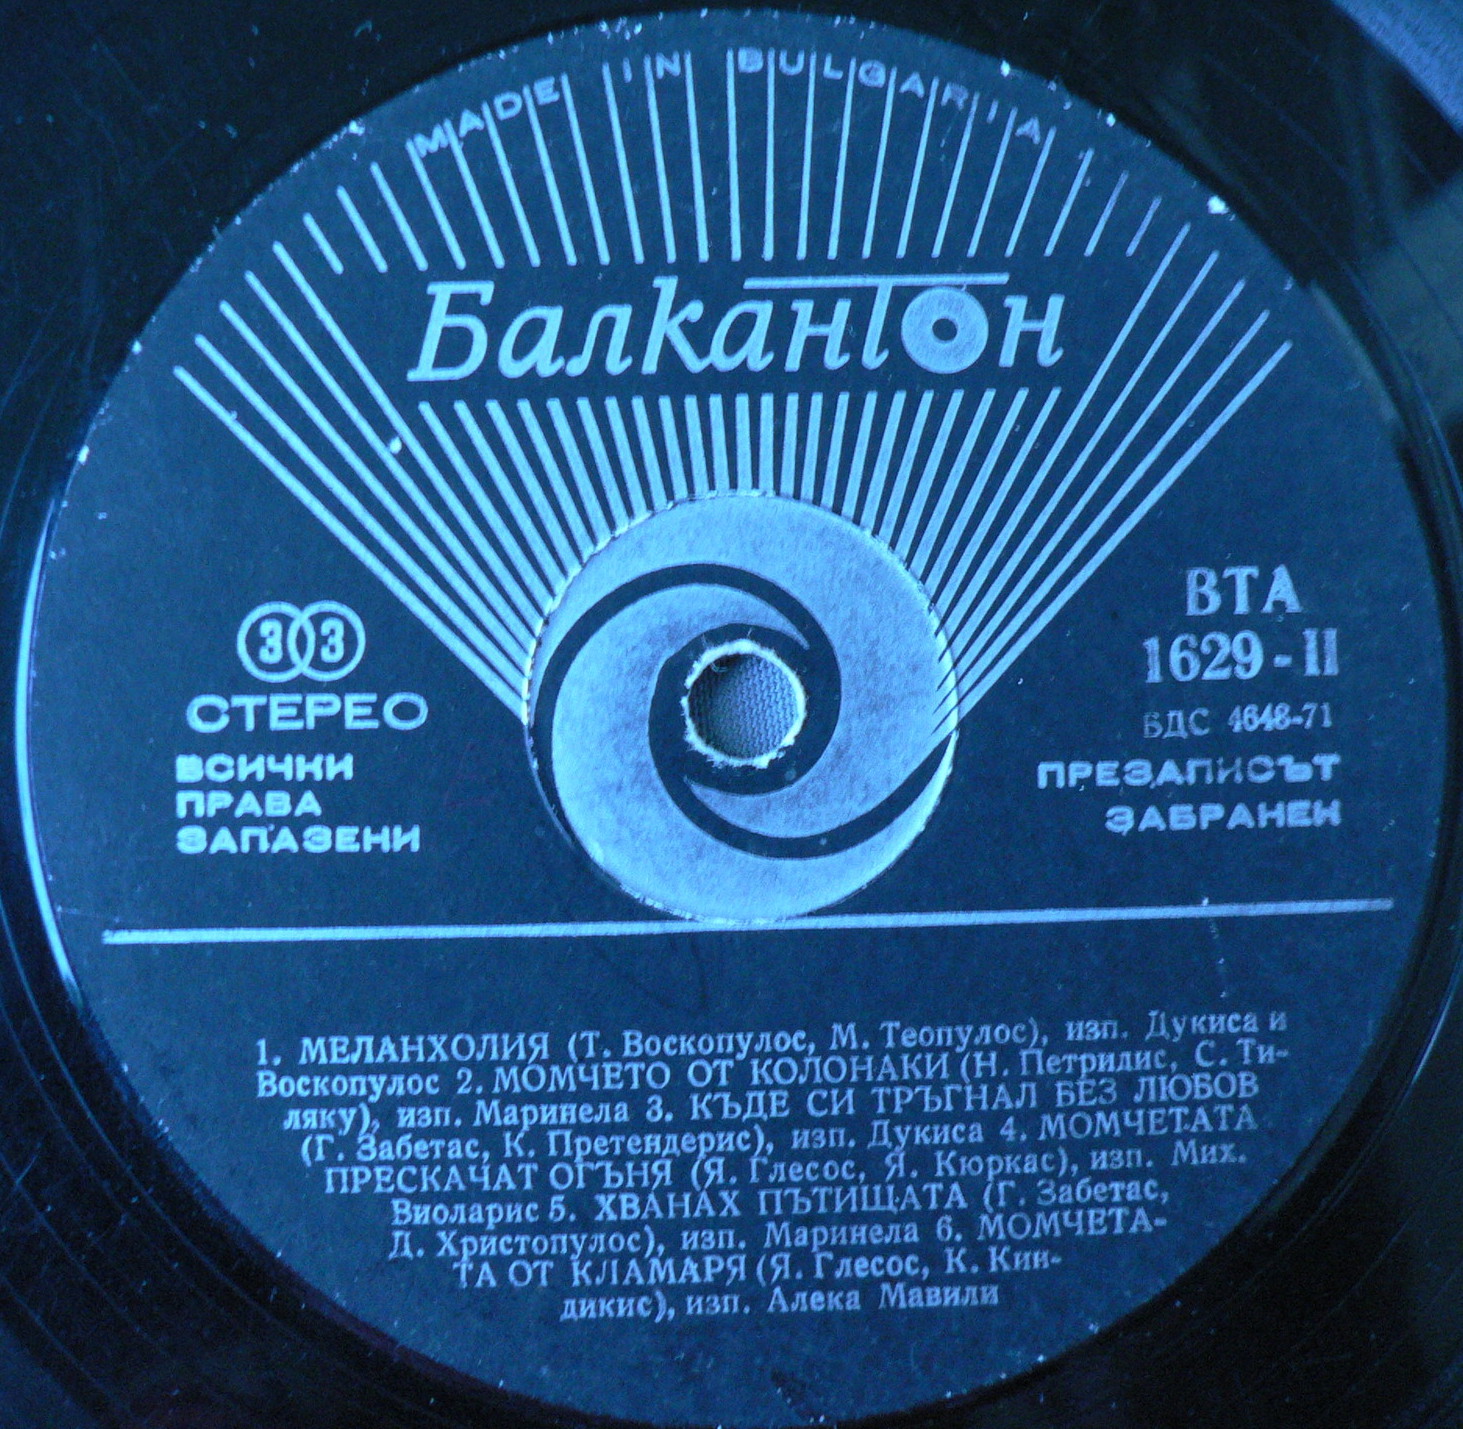 MADE IN BULGARIA
Балкантон
33
СТЕРЕО
ВСИЧКИ
ПРАВА
ЗАПАЗЕНИ
ВТА
1629-II
БДС 4648-71
ПРЕЗАПИСЪТ
ЗАБРАНЕН
1. МЕЛАНХОЛИЯ (Т. Воскопулос, М. Теопулос), изп. Дукиса и
Воскопулос 2. МОМЧЕТО ОТ КОЛОНАКИ (Н. Петридис, С. Ти-
ляку), изп. Маринела 3. КЪДЕ СИ ТРЪГНАЛ БЕЗ ЛЮБОВ
(Г. Забетас, К. Претендерис), изп. Дукиса 4. МОМЧЕТАТА
ПРЕСКАЧАТ ОГЪНЯ (Я. Глесос, Я. Кюркас), изп. Мих.
Виоларис 5. ХВАНАХ ПЪТИЩАТА (Г. Забетас,
Д. Христопулос), изп. Маринела 6. МОМЧЕТА-
ТА ОТ КЛАМАРЯ (Я. Глесос, К. Кин-
дикис), изп. Алека Мавили